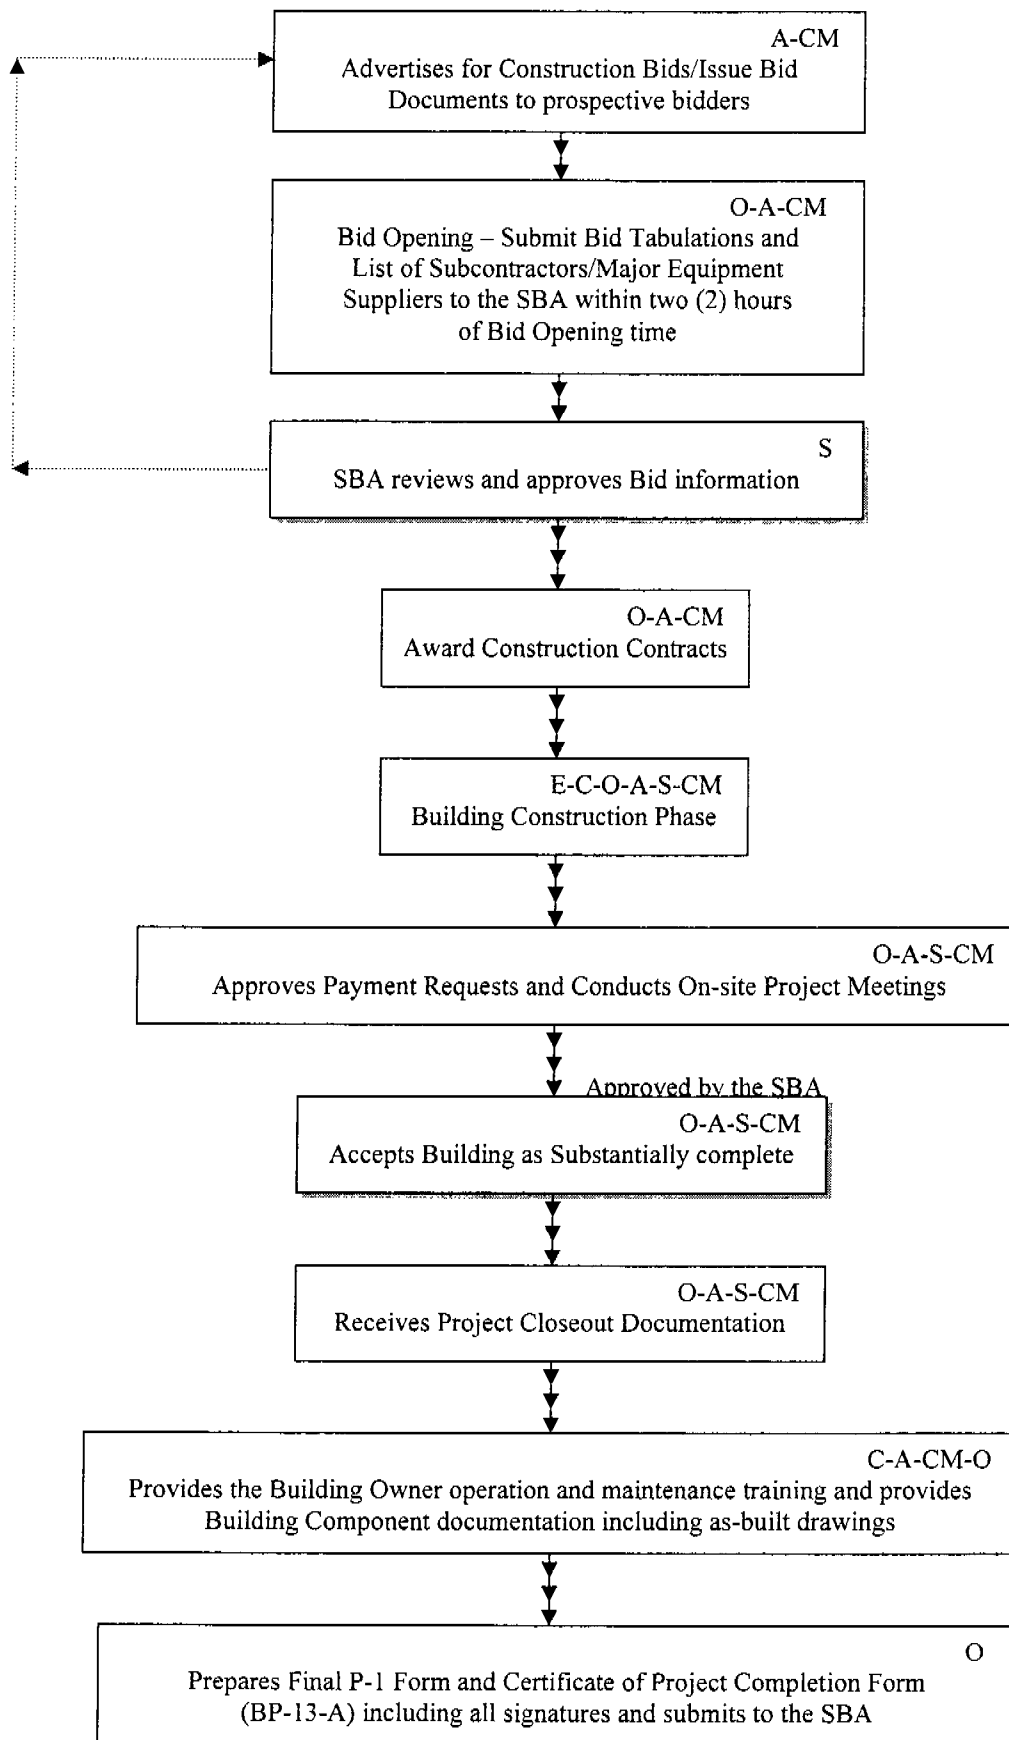 A-CM
Advertises for Construction Bids/Issue Bid
Documents to prospective bidders
O-A-CM
Bid Opening – Submit Bid Tabulations and
List of Subcontractors/Major Equipment
Suppliers to the SBA within two (2) hours
of Bid Opening time
S
SBA reviews and approves Bid information
O-A-CM
Award Construction Contracts
E-C-O-A-S-CM
Building Construction Phase
O-A-S-CM
Approves Payment Requests and Conducts On-site Project Meetings
Approved by the SBA
O-A-S-CM
Accepts Building as Substantially complete
O-A-S-CM
Receives Project Closeout Documentation
C-A-CM-O
Provides the Building Owner operation and maintenance training and provides
Building Component documentation including as-built drawings
O
Prepares Final P-1 Form and Certificate of Project Completion Form
(BP-13-A) including all signatures and submits to the SBA